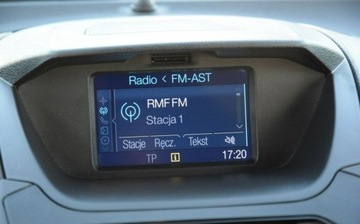 Radio < FM-AST
RMF FM
Stacja 1
Stacje Ręcz. Tekst
TP i 17:20